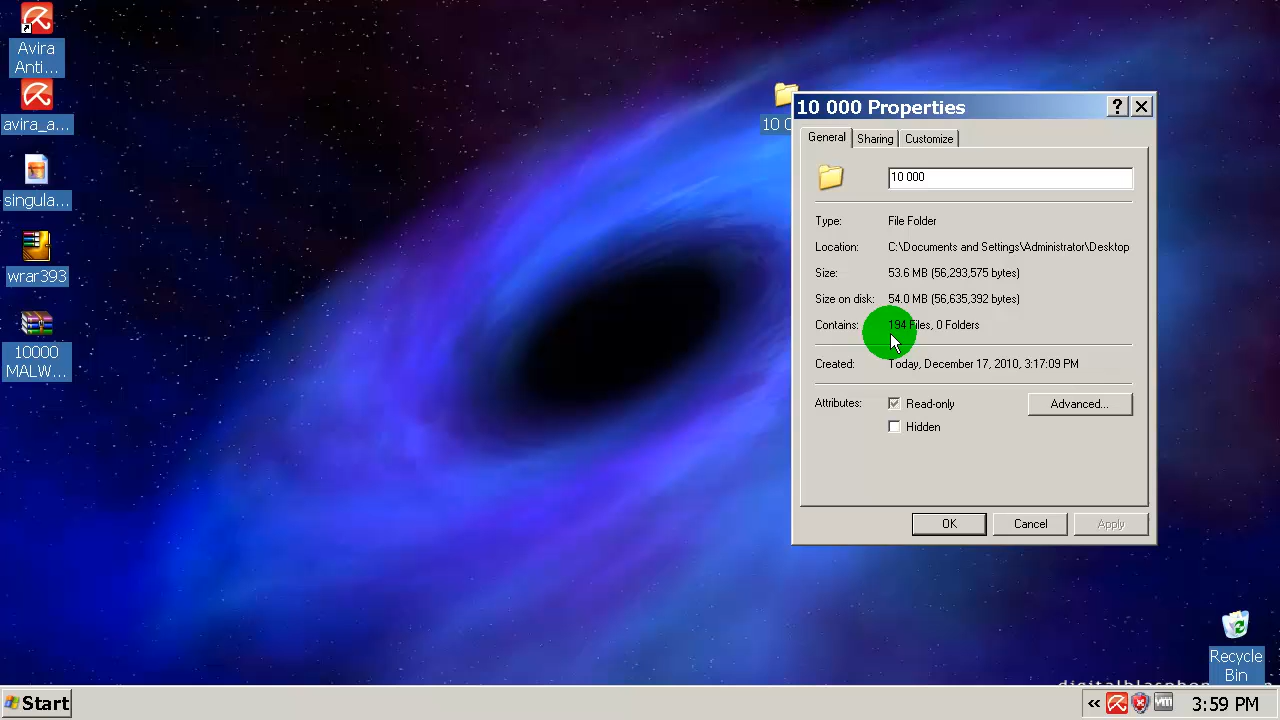 Avira
Anti...
avira_a...
singula...
wrar393
10000
MALW...
10 0
10 000 Properties
General
Sharing
Customize
10 000
Type: File Folder
Location: C:\Documents and Settings\Administrator\Desktop
Size: 53.6 MB (56,293,575 bytes)
Size on disk: 54.0 MB (56,635,392 bytes)
Contains: 194 Files, 0 Folders
Created: Today, December 17, 2010, 3:17:09 PM
Attributes: Read-only
Advanced...
Hidden
OK
Cancel
Apply
Recycle
Bin
Start
vm
3:59 PM